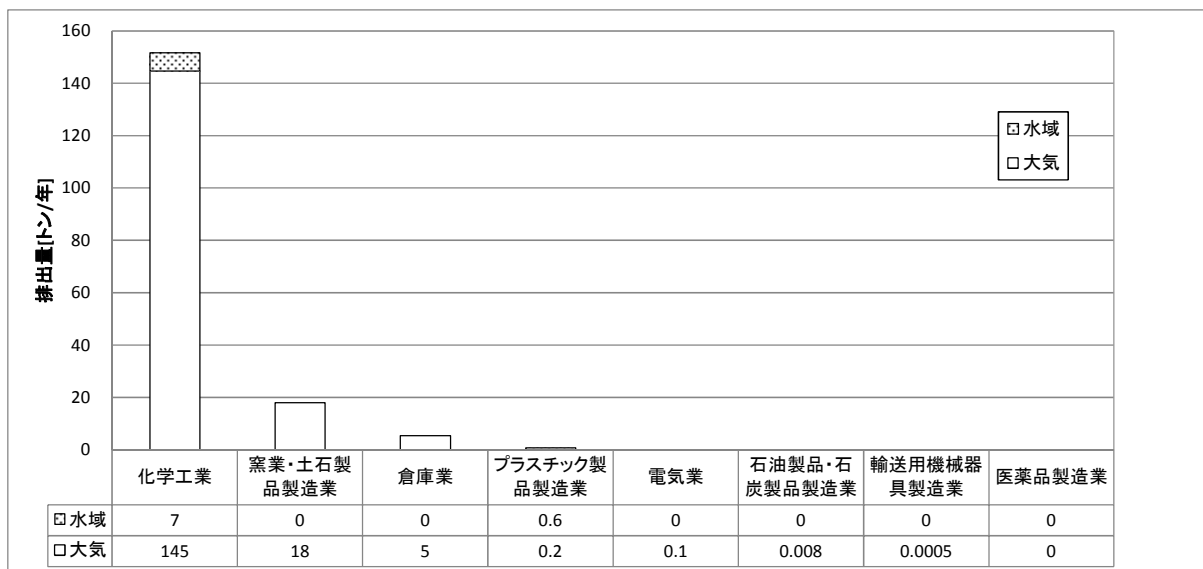 排出量[トン/年]
160
140
120
100
80
60
40
20
0
水域
大気
化学工業 窯業・土石製品製造業 倉庫業 プラスチック製品製造業 電気業 石油製品・石炭製品製造業 輸送用機械器具製造業 医薬品製造業
水域 7 0 0 0.6 0 0 0 0
大気 145 18 5 0.2 0.1 0.008 0.0005 0